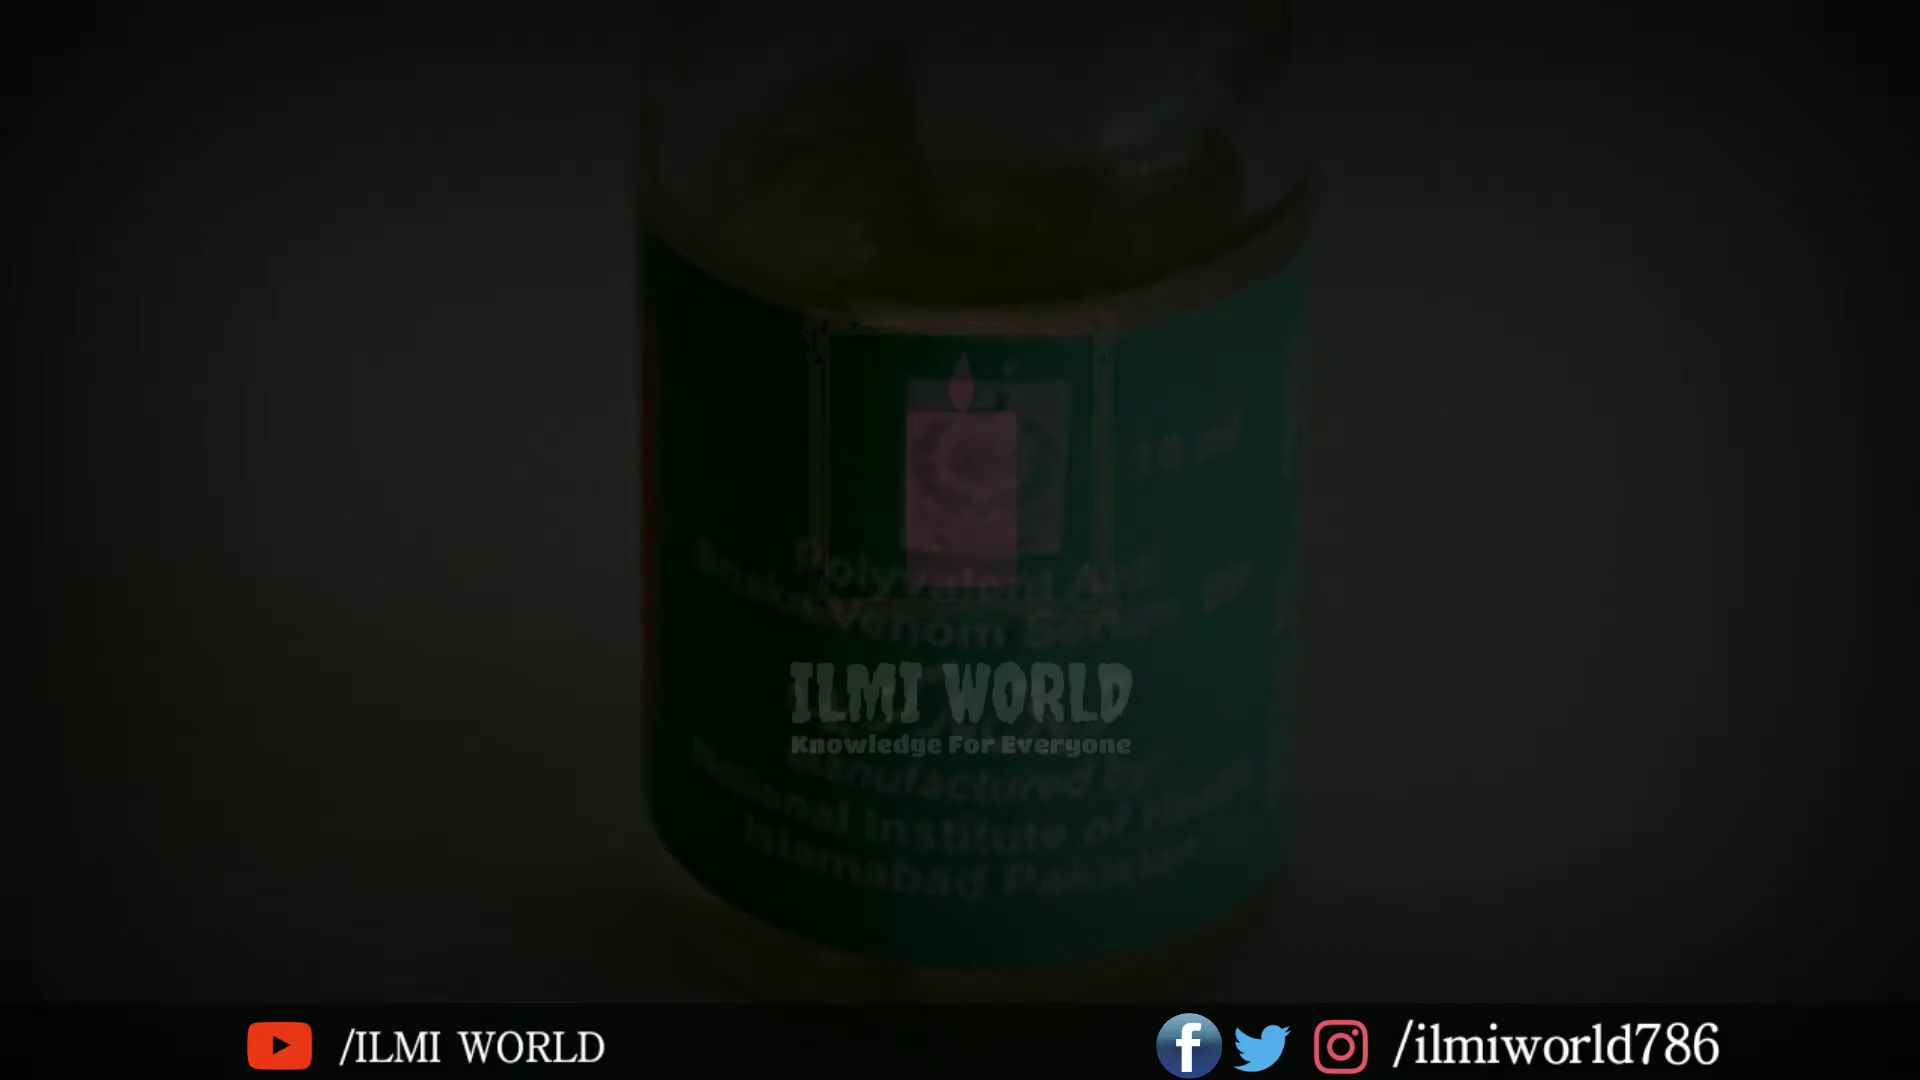 10 ml
Polyvalent Anti
Snake Venom Serum
ILMI WORLD
Knowledge For Everyone
Manufactured by:
National Institute of Health
Islamabad Pakistan
/ILMI WORLD
/ilmiworld786